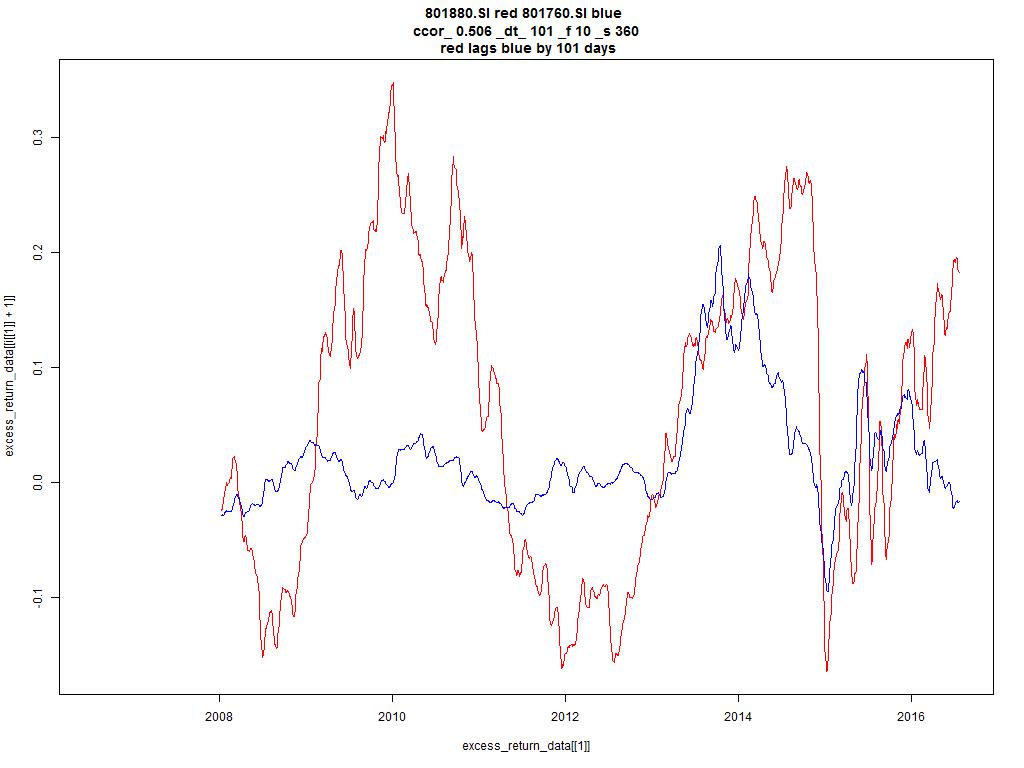 801880.SI red 801760.SI blue
ccor_ 0.506 _dt_ 101 _f 10 _s 360
red lags blue by 101 days
excess_return_data[[i[[1]] + 1]]
0.3
0.2
0.1
0.0
-0.1
2008 2010 2012 2014 2016
excess_return_data[[1]]